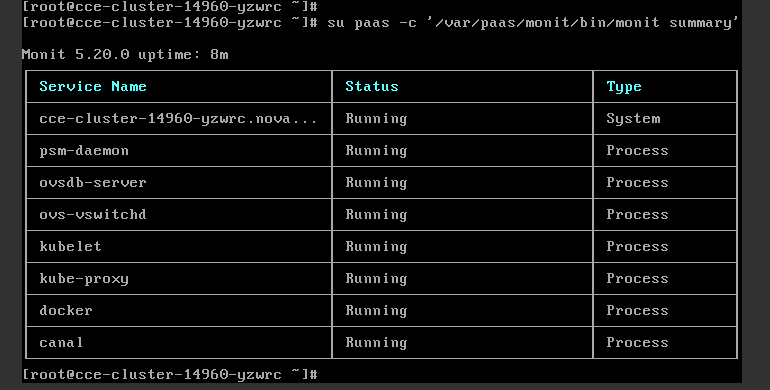 [root@cce-cluster-14960-yzwrc ~]#
[root@cce-cluster-14960-yzwrc ~]# su paas -c '/var/paas/monit/bin/monit summary'
Monit 5.20.0 uptime: 8m
Service Name Status Type
cce-cluster-14960-yzwrc.nova... Running System
psm-daemon Running Process
ovsdb-server Running Process
ovs-vswitchd Running Process
kubelet Running Process
kube-proxy Running Process
docker Running Process
canal Running Process
[root@cce-cluster-14960-yzwrc ~]#